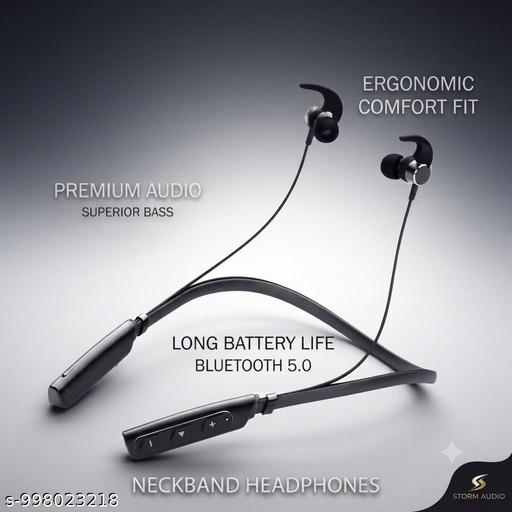 ERGONOMIC
COMFORT FIT
PREMIUM AUDIO
SUPERIOR BASS
LONG BATTERY LIFE
BLUETOOTH 5.0
NECKBAND HEADPHONES
STORM AUDIO
s-998023218